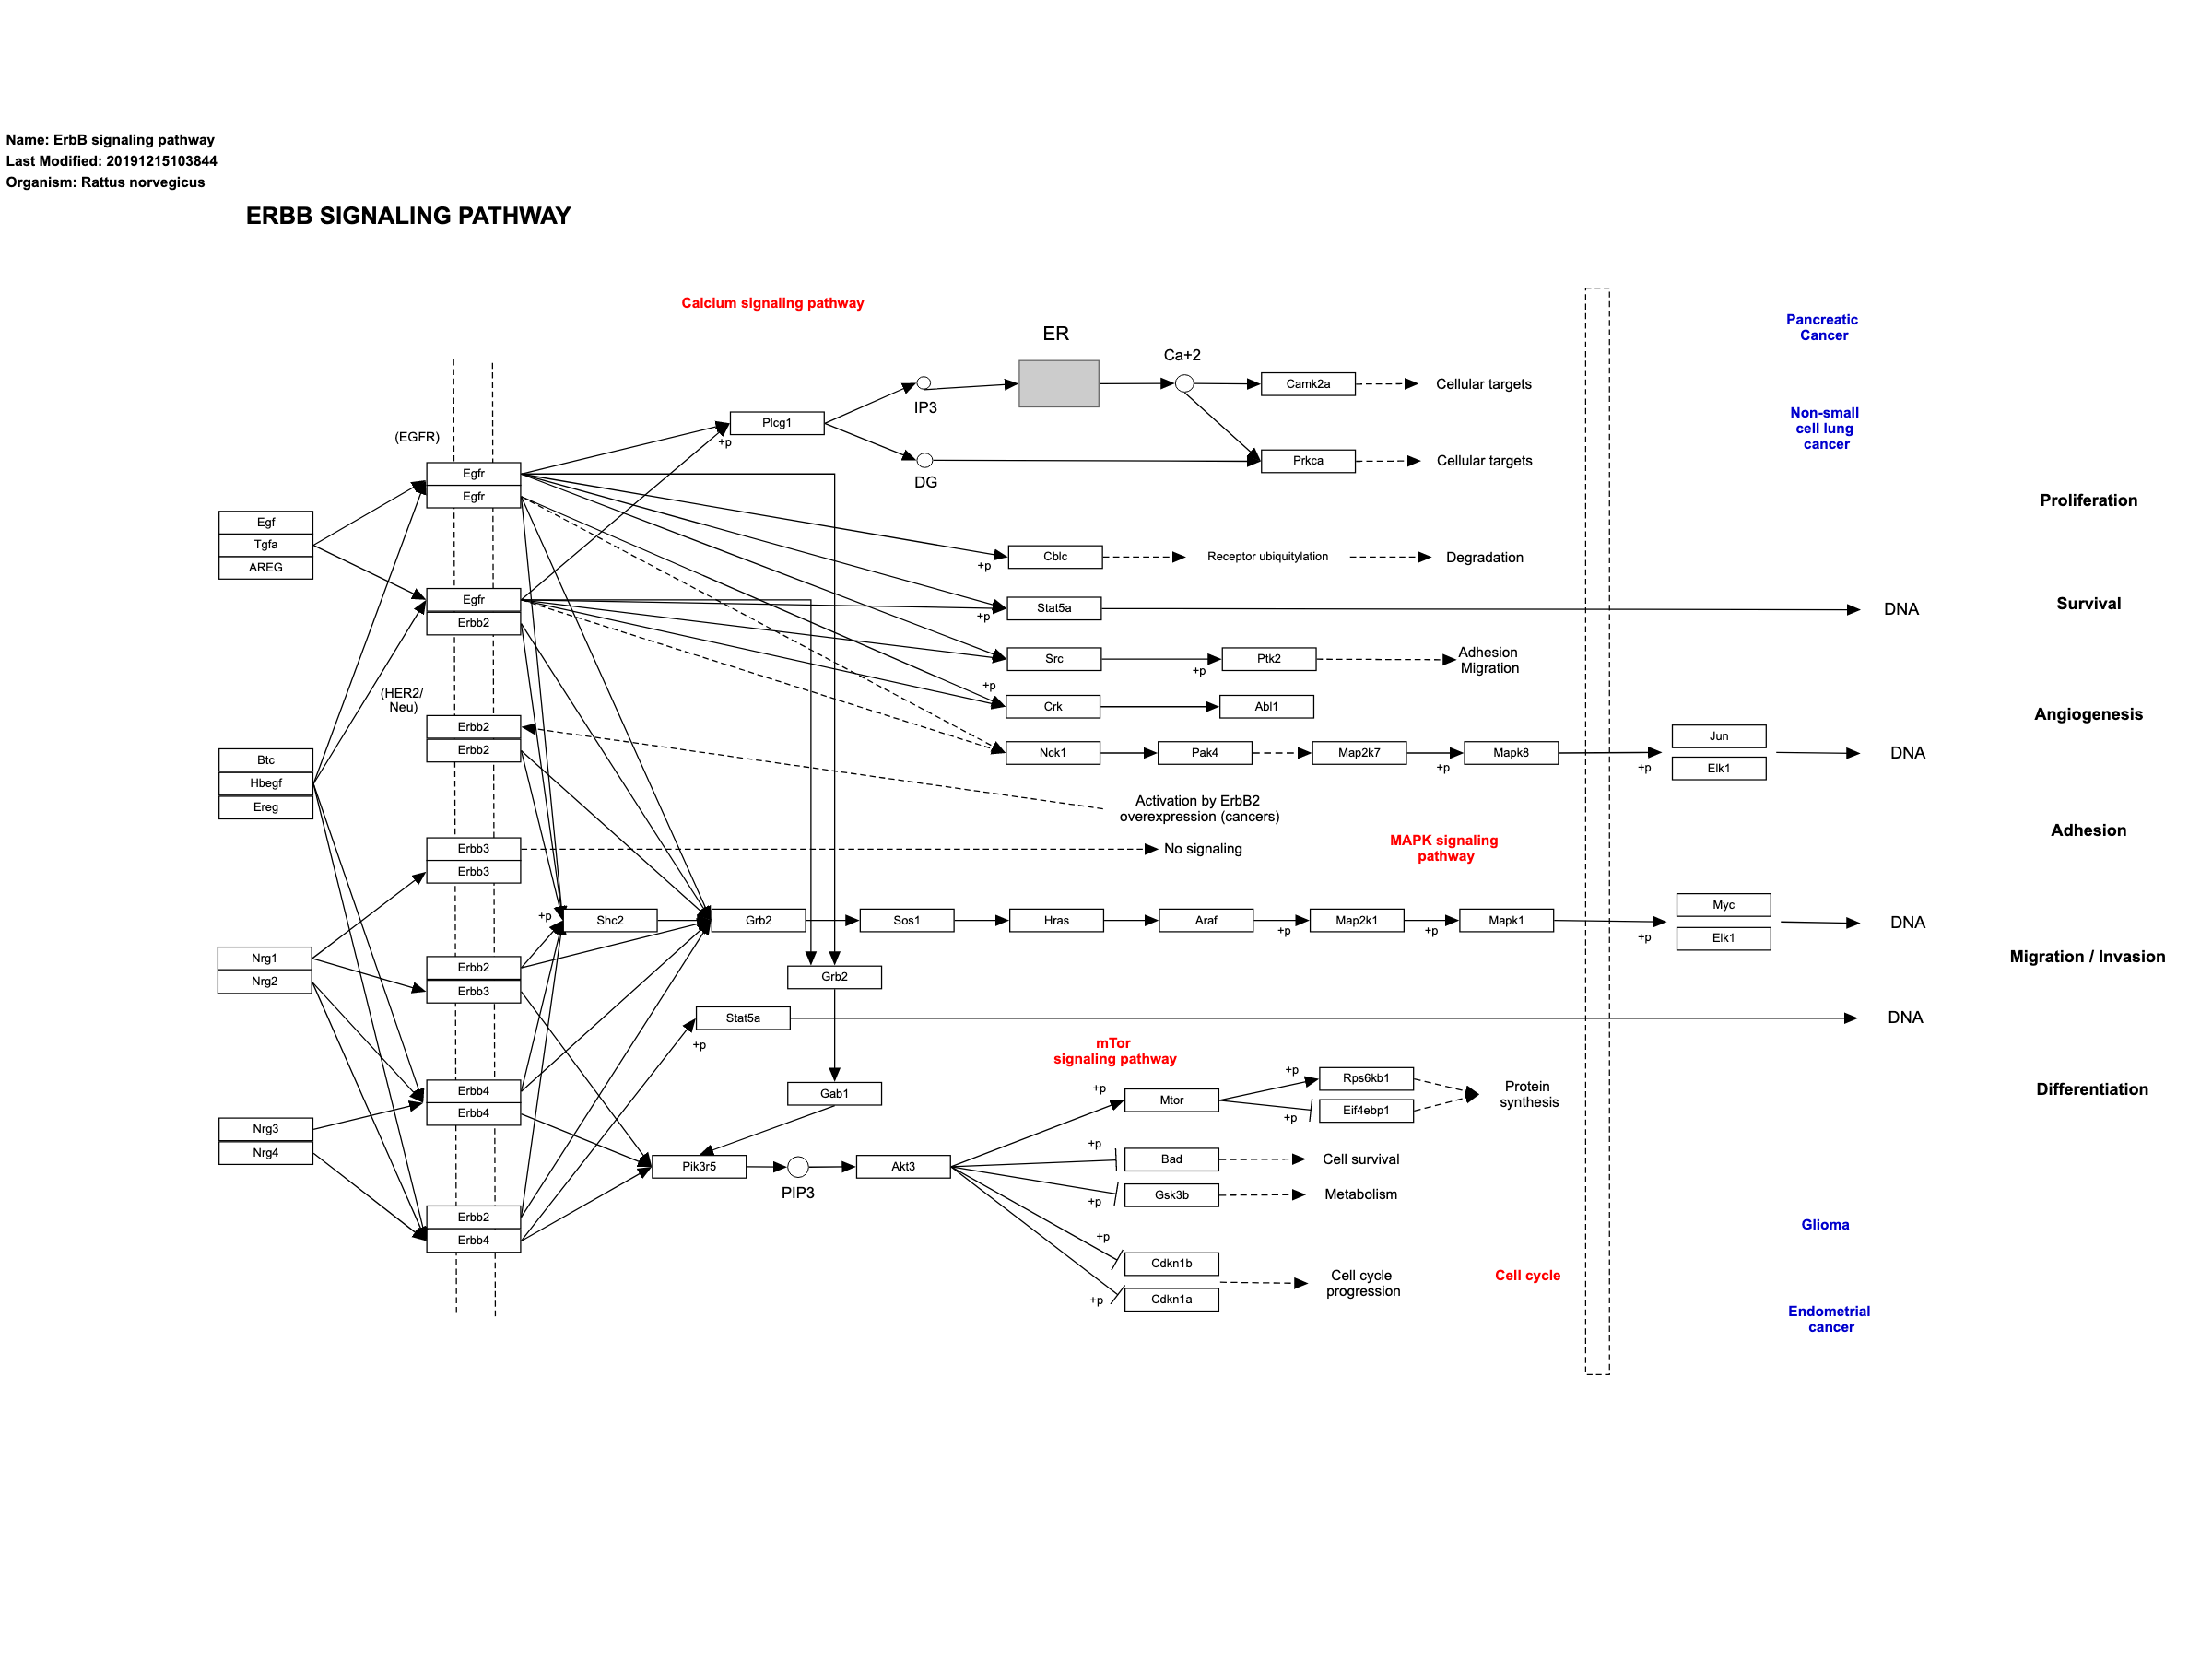 Name: ErbB signaling pathway
Last Modified: 20191215103844
Organism: Rattus norvegicus
ERBB SIGNALING PATHWAY
Calcium signaling pathway
Pancreatic
Cancer
ER
Ca+2
IP3
Camk2a
Cellular targets
Plcg1
+p
Non-small
cell lung
cancer
(EGFR)
DG
Prkca
Cellular targets
Egfr
Egfr
Proliferation
Egf
Tgfa
AREG
Cblc
+p
Receptor ubiquitylation
Degradation
Egfr
Erbb2
Stat5a
+p
DNA
Survival
Src
+p
Ptk2
Adhesion
Migration
(HER2/
Neu)
+p
Crk
Abl1
Angiogenesis
Erbb2
Erbb2
Nck1
Pak4
Map2k7
+p
Mapk8
+p
Jun
Elk1
DNA
Btc
Hbegf
Ereg
Activation by ErbB2
overexpression (cancers)
MAPK signaling
pathway
Adhesion
Erbb3
Erbb3
No signaling
+p
Shc2
Grb2
Sos1
Hras
Araf
+p
Map2k1
+p
Mapk1
+p
Myc
Elk1
DNA
Nrg1
Nrg2
Erbb2
Erbb3
Grb2
Migration / Invasion
Stat5a
+p
DNA
mTor
signaling pathway
Erbb4
Erbb4
Gab1
+p
Mtor
+p
Rps6kb1
+p
Eif4ebp1
Protein
synthesis
Differentiation
Nrg3
Nrg4
Pik3r5
PIP3
Akt3
+p
Bad
Cell survival
+p
Gsk3b
Metabolism
Erbb2
Erbb4
Glioma
+p
Cdkn1b
+p
Cdkn1a
Cell cycle
progression
Cell cycle
Endometrial
cancer